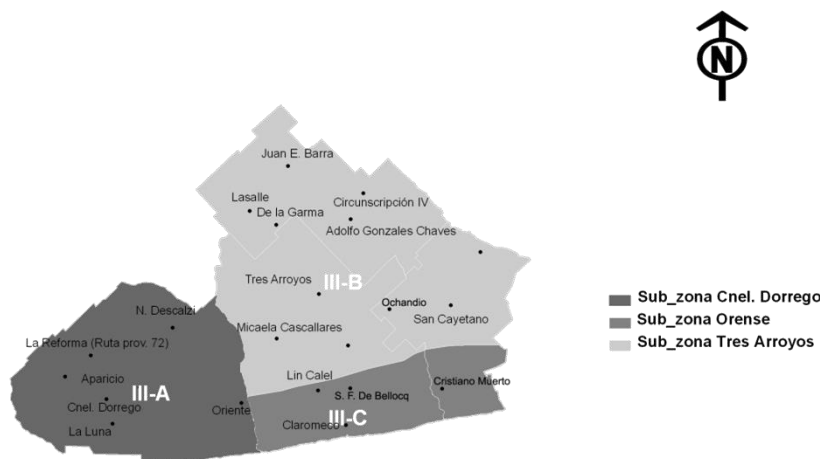 N
Juan E. Barra
Lasalle
Circunscripción IV
De la Garma
Adolfo Gonzales Chaves
Tres Arroyos
III-B
Ochandio
San Cayetano
N. Descalzi
Micaela Cascallares
La Reforma (Ruta prov. 72)
Aparicio
Lin Calel
Cristiano Muerto
III-A
S. F. De Bellocq
Cnel. Dorrego
Oriente
III-C
Claromeco
La Luna
Sub_zona Cnel. Dorrego
Sub_zona Orense
Sub_zona Tres Arroyos